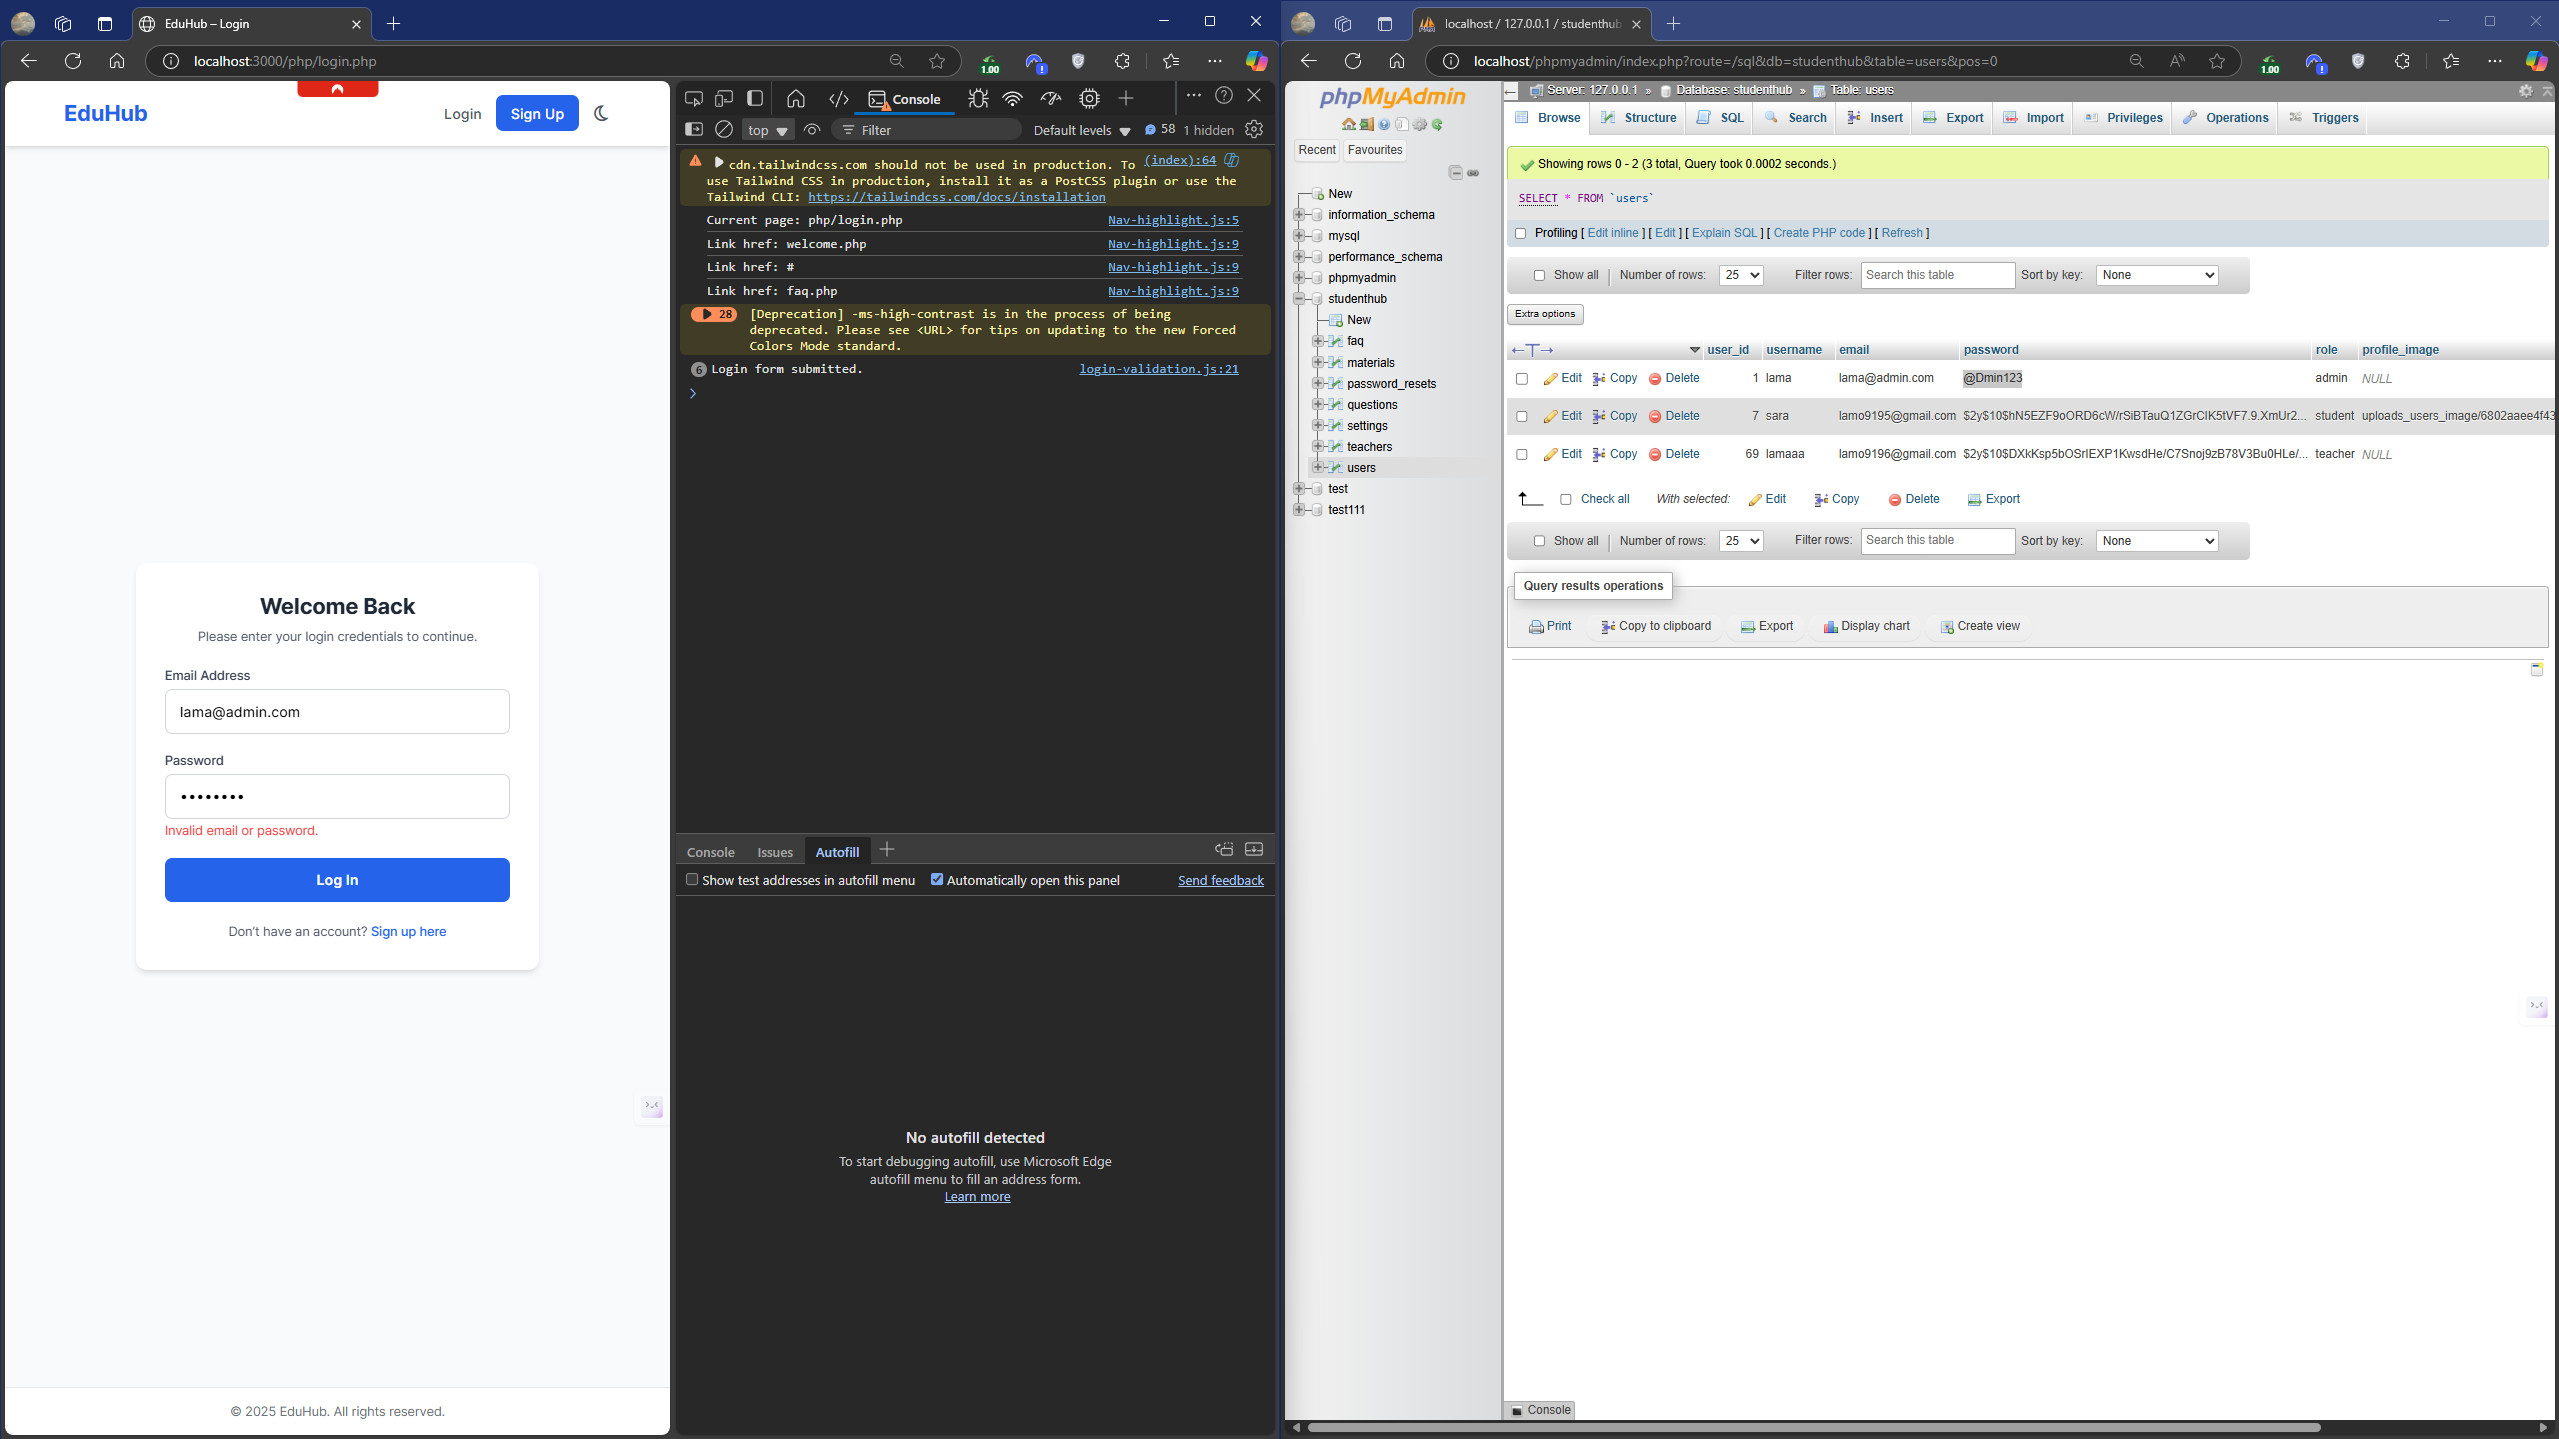 EduHub – Login
localhost:3000/php/login.php
1.00
EduHub
Login
Sign Up
Welcome Back
Please enter your login credentials to continue.
Email Address
lama@admin.com
Password
••••••••
Invalid email or password.
Log In
Don't have an account? Sign up here
© 2025 EduHub. All rights reserved.
Console
top
Filter
Default levels
58
1 hidden
cdn.tailwindcss.com should not be used in production. To (index):64
use Tailwind CSS in production, install it as a PostCSS plugin or use the
Tailwind CLI: https://tailwindcss.com/docs/installation
Current page: php/login.php Nav-highlight.js:5
Link href: welcome.php Nav-highlight.js:9
Link href: # Nav-highlight.js:9
Link href: faq.php Nav-highlight.js:9
28 [Deprecation] -ms-high-contrast is in the process of being
deprecated. Please see <URL> for tips on updating to the new Forced
Colors Mode standard.
6 Login form submitted. login-validation.js:21
Console Issues Autofill
Show test addresses in autofill menu Automatically open this panel Send feedback
No autofill detected
To start debugging autofill, use Microsoft Edge
autofill menu to fill an address form.
Learn more
localhost / 127.0.0.1 / studenthub
localhost/phpmyadmin/index.php?route=/sql&db=studenthub&table=users&pos=0
1.00
phpMyAdmin
Recent Favourites
New
information_schema
mysql
performance_schema
phpmyadmin
studenthub
New
faq
materials
password_resets
questions
settings
teachers
users
test
test111
Server: 127.0.0.1 » Database: studenthub » Table: users
Browse Structure SQL Search Insert Export Import Privileges Operations Triggers
Showing rows 0 - 2 (3 total, Query took 0.0002 seconds.)
SELECT * FROM `users`
Profiling [ Edit inline ] [ Edit ] [ Explain SQL ] [ Create PHP code ] [ Refresh ]
Show all Number of rows: 25 Filter rows: Search this table Sort by key: None
Extra options
user_id username email password role profile_image
Edit Copy Delete 1 lama lama@admin.com @Dmin123 admin NULL
Edit Copy Delete 7 sara lamo9195@gmail.com $2y$10$hN5EZF9oORD6cW/rSiBTauQ1ZGrClK5tVF7.9.XmUr2... student uploads_users_image/6802aaee4f43
Edit Copy Delete 69 lamaaa lamo9196@gmail.com $2y$10$DXkKsp5bOSrlEXP1KwsdHe/C7Snoj9zB78V3Bu0HLe/... teacher NULL
Check all With selected: Edit Copy Delete Export
Show all Number of rows: 25 Filter rows: Search this table Sort by key: None
Query results operations
Print Copy to clipboard Export Display chart Create view
Console